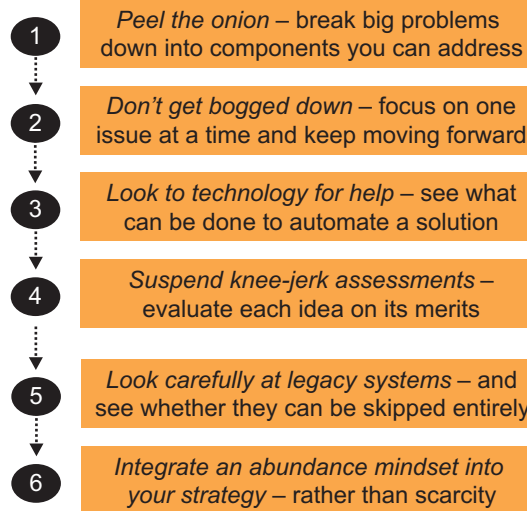 1
Peel the onion – break big problems
down into components you can address
2
Don't get bogged down – focus on one
issue at a time and keep moving forward
3
Look to technology for help – see what
can be done to automate a solution
4
Suspend knee-jerk assessments –
evaluate each idea on its merits
5
Look carefully at legacy systems – and
see whether they can be skipped entirely
6
Integrate an abundance mindset into
your strategy – rather than scarcity